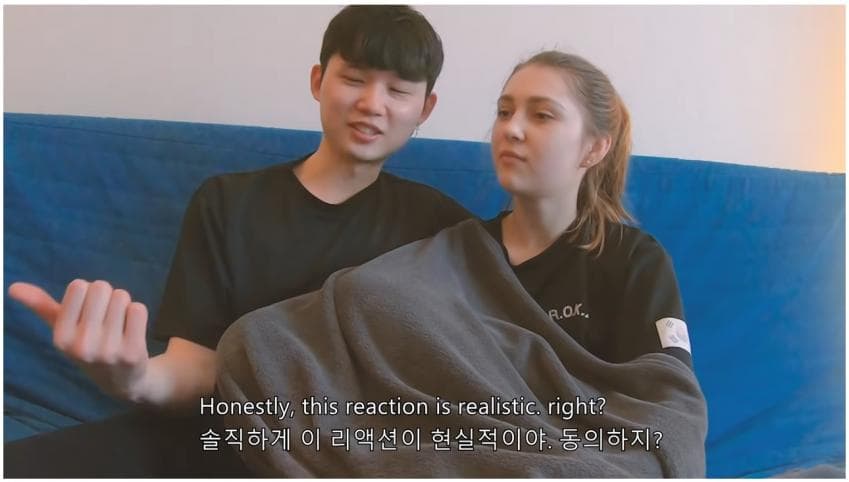 R.O.K.
Honestly, this reaction is realistic. right?
솔직하게 이 리액션이 현실적이야. 동의하지?